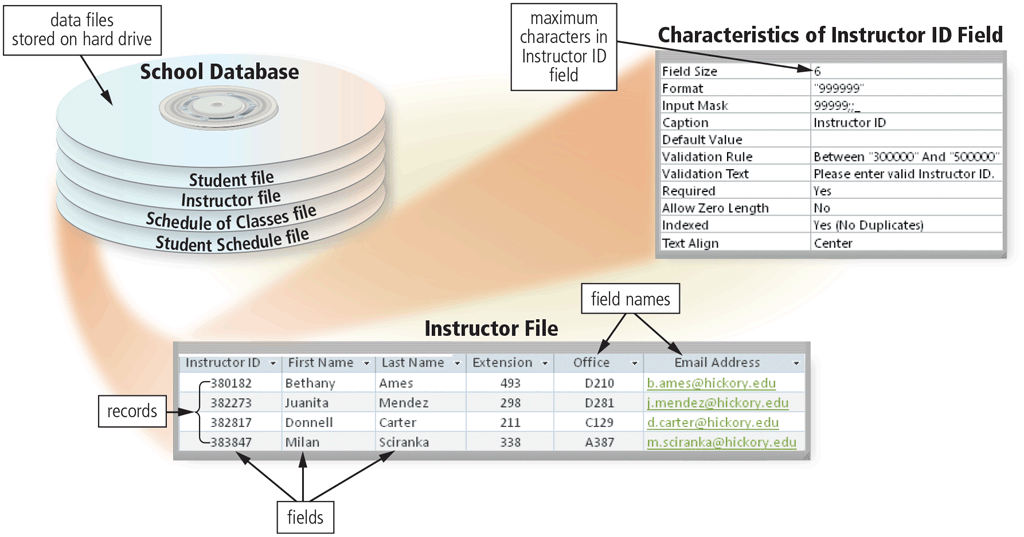 data files
stored on hard drive
School Database
Student file
Instructor file
Schedule of Classes file
Student Schedule file
maximum
characters in
Instructor ID
field
Characteristics of Instructor ID Field
Field Size 6
Format "999999"
Input Mask 99999;;_
Caption Instructor ID
Default Value
Validation Rule Between "300000" And "500000"
Validation Text Please enter valid Instructor ID.
Required Yes
Allow Zero Length No
Indexed Yes (No Duplicates)
Text Align Center
field names
Instructor File
Instructor ID First Name Last Name Extension Office Email Address
380182 Bethany Ames 493 D210 b.ames@hickory.edu
382273 Juanita Mendez 298 D281 j.mendez@hickory.edu
382817 Donnell Carter 211 C129 d.carter@hickory.edu
383847 Milan Sciranka 338 A387 m.sciranka@hickory.edu
records
fields